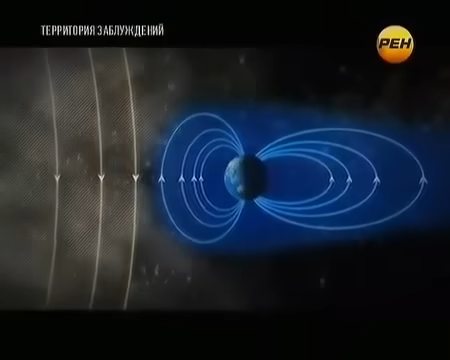 ТЕРРИТОРИЯ ЗАБЛУЖДЕНИЙ
РЕН